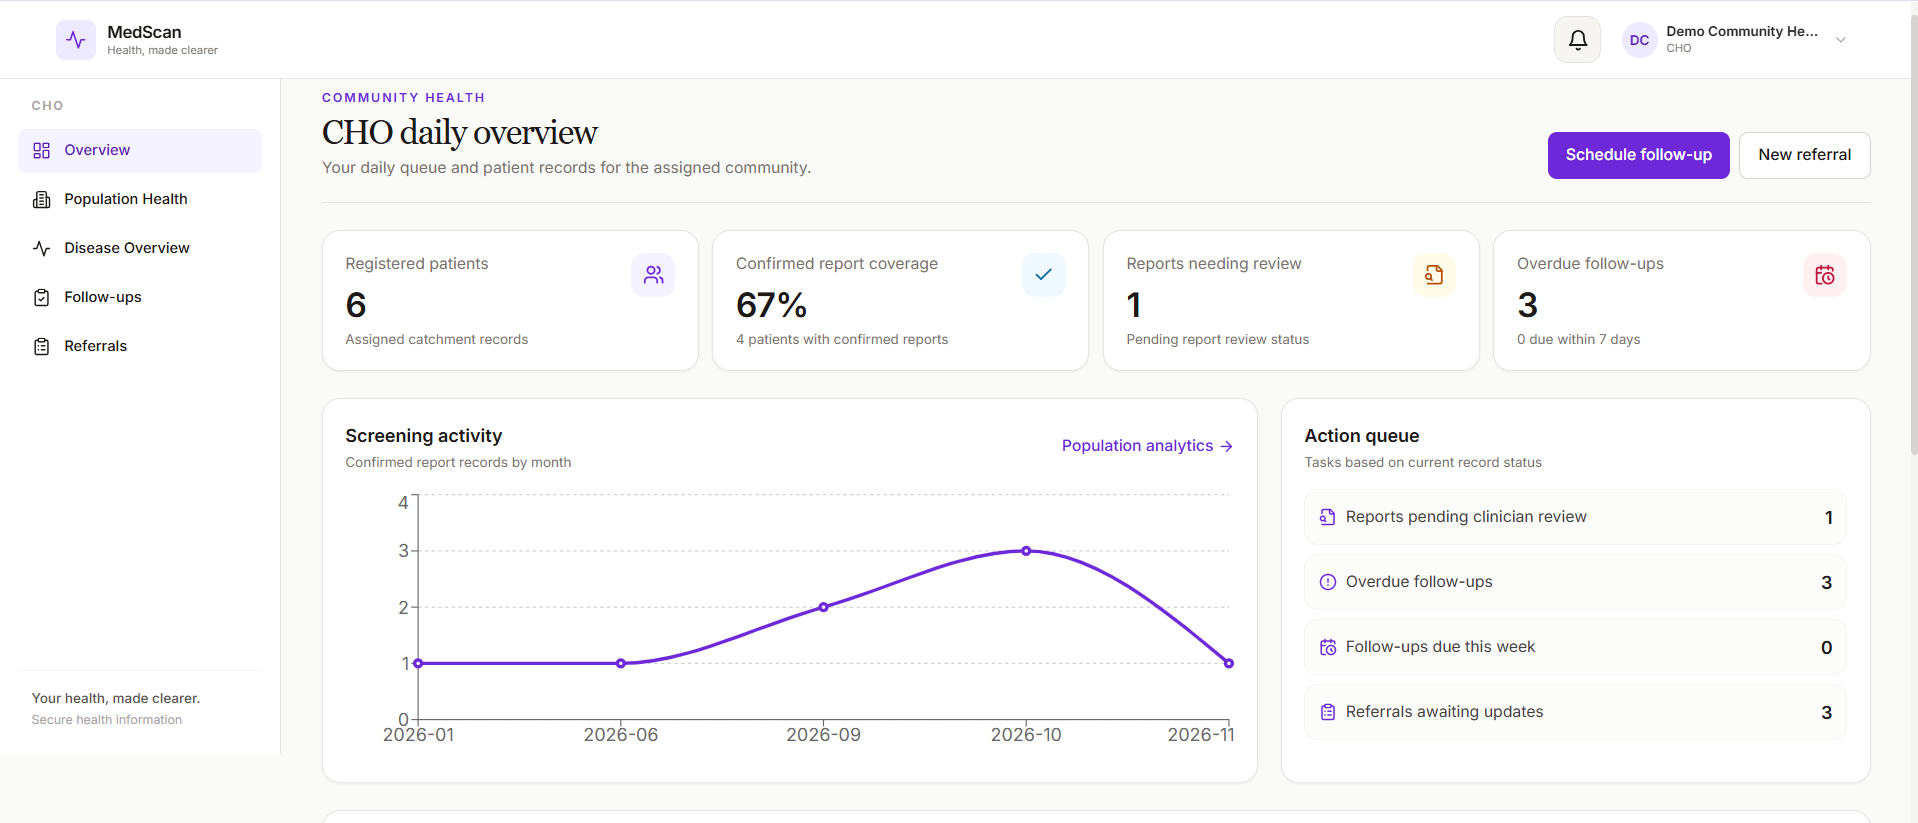 MedScan
Health, made clearer
DC
Demo Community He...
CHO
CHO
Overview
Population Health
Disease Overview
Follow-ups
Referrals
Your health, made clearer.
Secure health information
COMMUNITY HEALTH
CHO daily overview
Your daily queue and patient records for the assigned community.
Schedule follow-up
New referral
Registered patients
6
Assigned catchment records
Confirmed report coverage
67%
4 patients with confirmed reports
Reports needing review
1
Pending report review status
Overdue follow-ups
3
0 due within 7 days
Screening activity
Confirmed report records by month
Population analytics →
4
3
2
1
0
2026-01 2026-06 2026-09 2026-10 2026-11
Action queue
Tasks based on current record status
Reports pending clinician review 1
Overdue follow-ups 3
Follow-ups due this week 0
Referrals awaiting updates 3